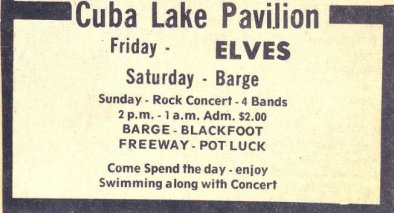 Cuba Lake Pavilion
Friday - ELVES
Saturday - Barge
Sunday - Rock Concert - 4 Bands
2 p.m. - 1 a.m. Adm. $2.00
BARGE - BLACKFOOT
FREEWAY - POT LUCK
Come Spend the day - enjoy
Swimming along with Concert